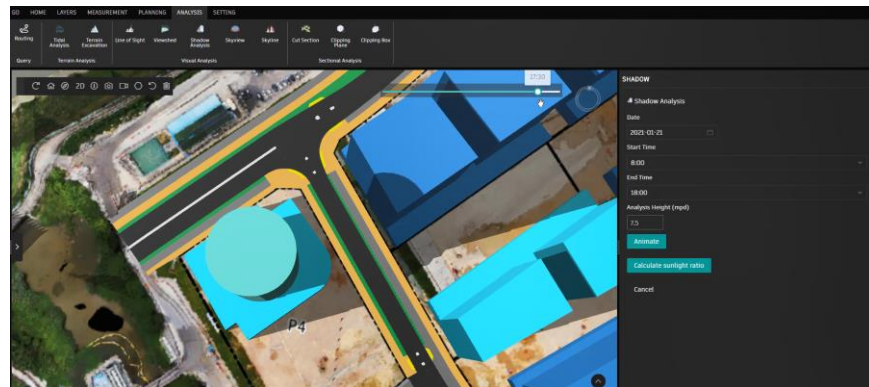 GO HOME LAYERS MEASUREMENT PLANNING ANALYSIS SETTING
Routing
Tidal Analysis
Terrain Excavation
Line of Sight
Viewshed
Shadow Analysis
Skyview
Skyline
Cut Section
Clipping Plane
Clipping Box
Query
Terrain Analysis
Visual Analysis
Sectional Analysis
2D
17:30
P4
SHADOW
Shadow Analysis
Date
2021-01-21
Start Time
8:00
End Time
18:00
Analysis Height (mpd)
7.5
Animate
Calculate sunlight ratio
Cancel